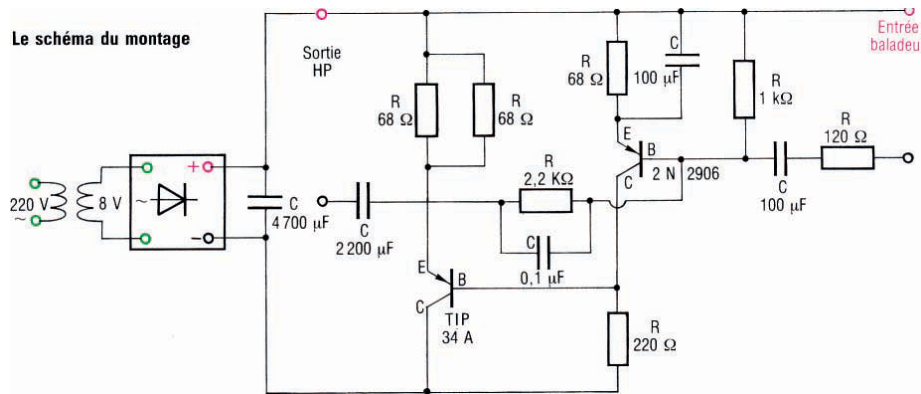 Le schéma du montage
Sortie
HP
Entrée
baladeu
C
100 µF
R
68 Ω
R
68 Ω
R
68 Ω
R
1 kΩ
R
120 Ω
E
B
C
2 N 2906
R
2,2 KΩ
C
100 µF
220 V
~
8 V
~
+
−
C
4 700 µF
C
2 200 µF
C
0,1 µF
E
B
C
TIP
34 A
R
220 Ω